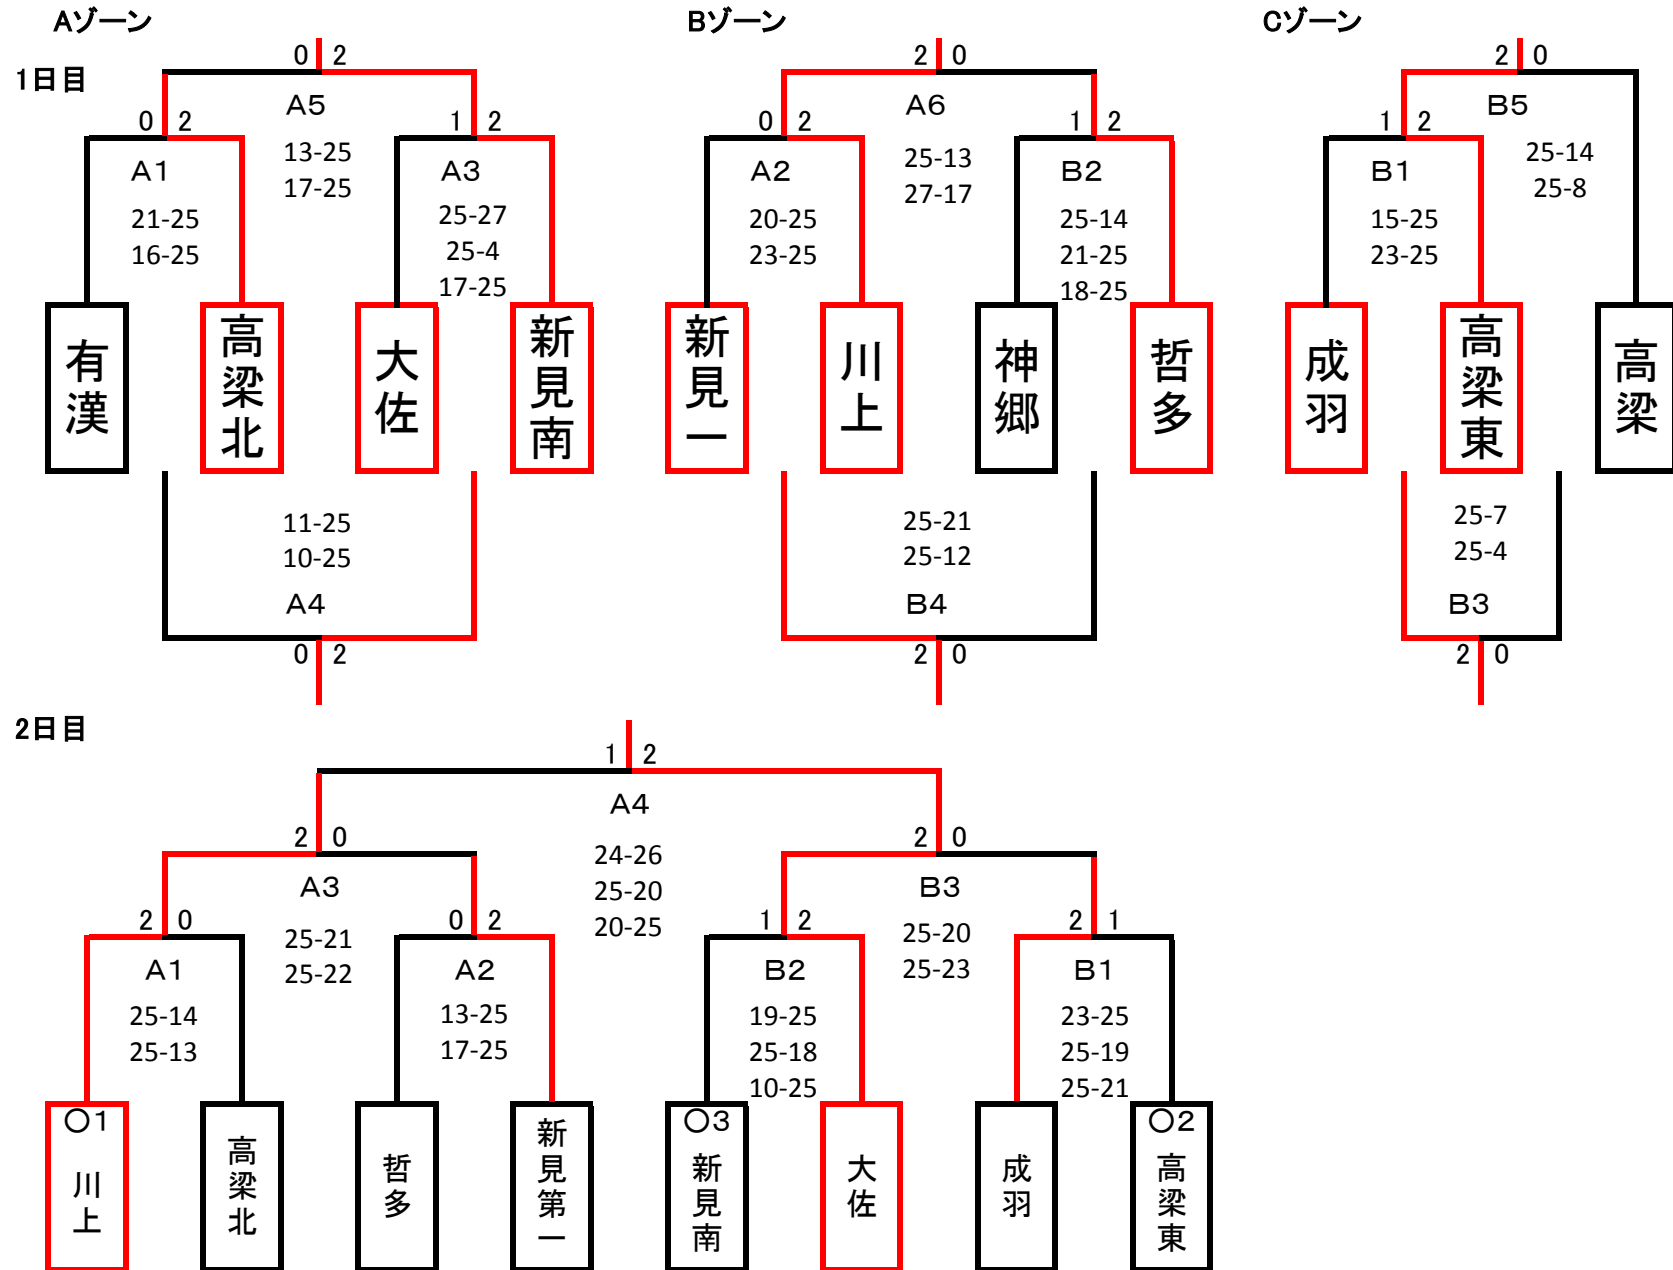 Aゾーン Bゾーン Cゾーン
1日目
0 2 2 0 2 0
A5 A6 B5
0 2 1 2 0 2 1 2 1 2
13-25 25-13 25-14
17-25 27-17 25-8
A1 A3 A2 B2 B1
21-25 25-27 20-25 25-14 15-25
16-25 25-4 23-25 21-25 23-25
17-25 18-25
有漢 高梁北 大佐 新見南 新見一 川上 神郷 哲多 成羽 高梁東 高梁
11-25 25-21 25-7
10-25 25-12 25-4
A4 B4 B3
0 2 2 0 2 0
2日目
1 2
A4
24-26
25-20
20-25
2 0 2 0
A3 B3
25-21 25-20
25-22 25-23
2 0 0 2 1 2 2 1
A1 A2 B2 B1
25-14 13-25 19-25 23-25
25-13 17-25 25-18 25-19
10-25 25-21
○1 ○3 ○2
川上 高梁北 哲多 新見第一 新見南 大佐 成羽 高梁東